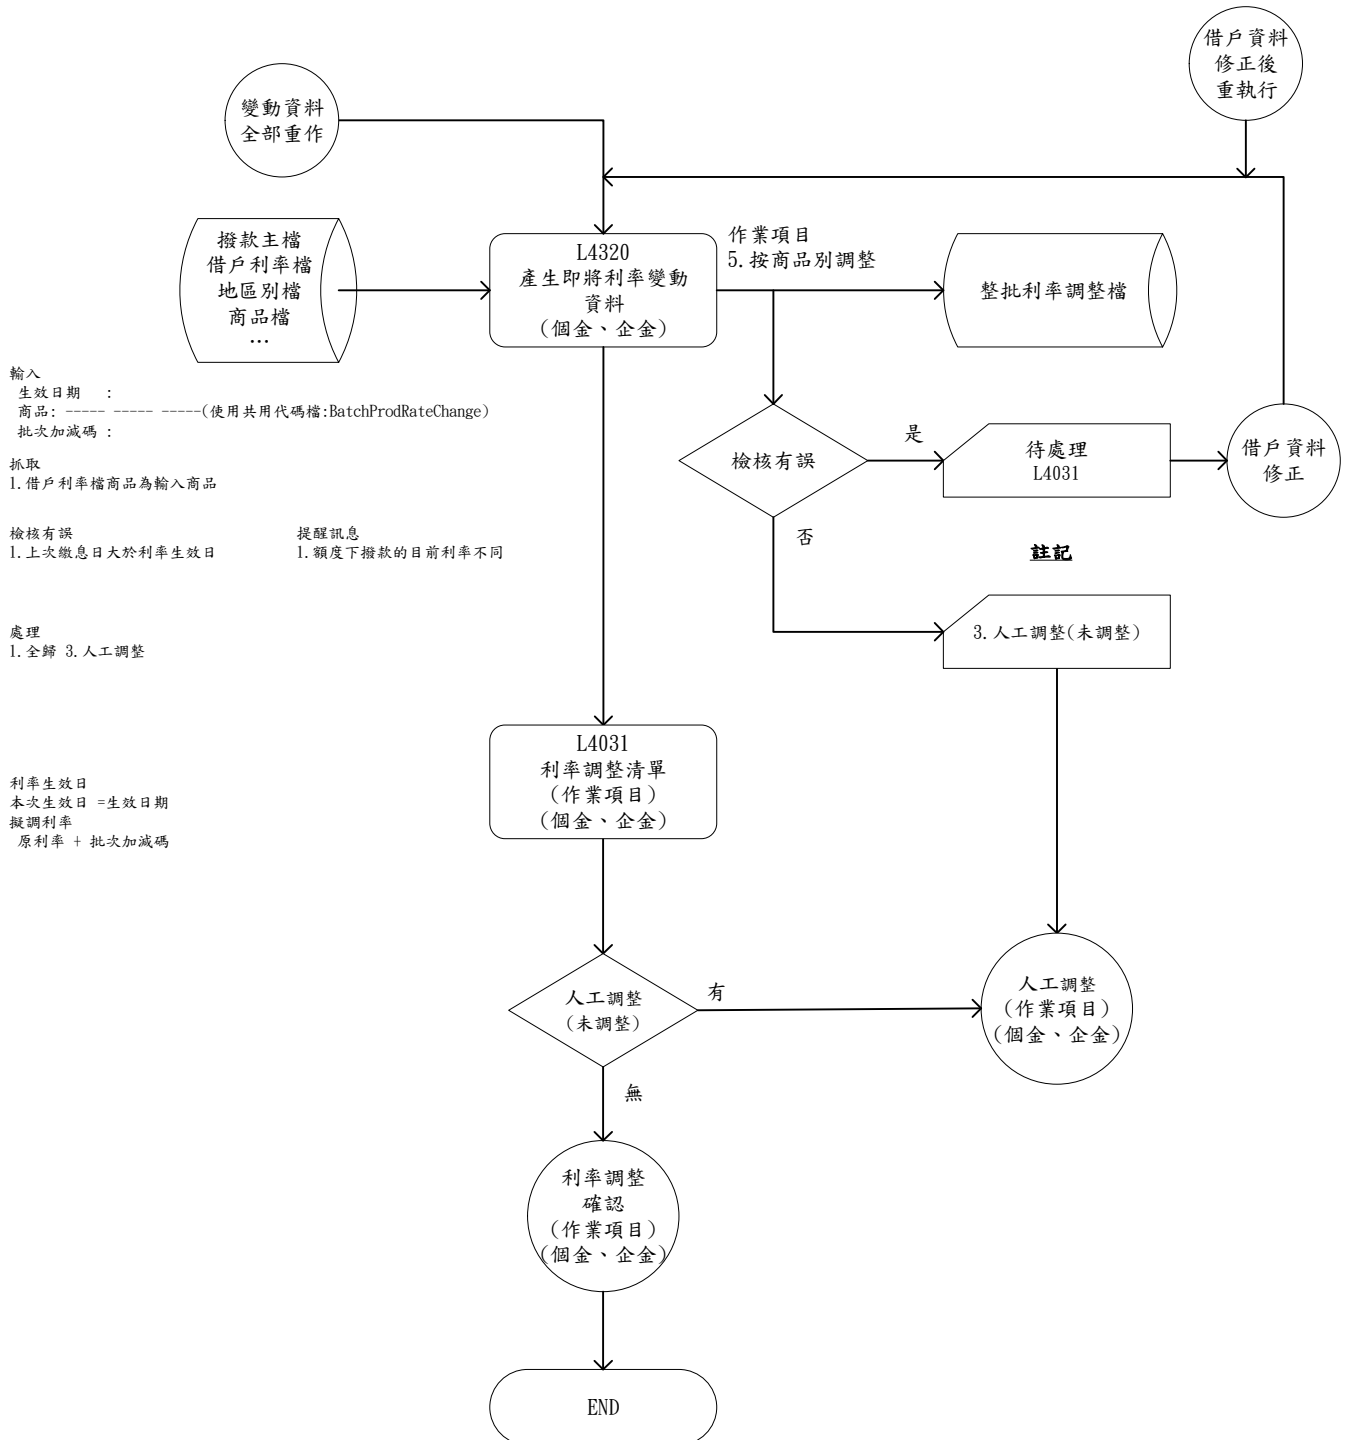 借戶資料
修正後
重執行
變動資料
全部重作
撥款主檔
借戶利率檔
地區別檔
商品檔
…
L4320
產生即將利率變動
資料
(個金、企金)
作業項目
5.按商品別調整
整批利率調整檔
輸入
生效日期 :
商品: ----- ----- -----(使用共用代碼檔:BatchProdRateChange)
批次加減碼 :
抓取
1.借戶利率檔商品為輸入商品
檢核有誤
是
待處理
L4031
借戶資料
修正
否
檢核有誤
1.上次繳息日大於利率生效日
提醒訊息
1.額度下撥款的目前利率不同
註記
3.人工調整(未調整)
處理
1.全歸 3.人工調整
L4031
利率調整清單
(作業項目)
(個金、企金)
利率生效日
本次生效日 =生效日期
擬調利率
原利率 + 批次加減碼
人工調整
(未調整)
有
人工調整
(作業項目)
(個金、企金)
無
利率調整
確認
(作業項目)
(個金、企金)
END